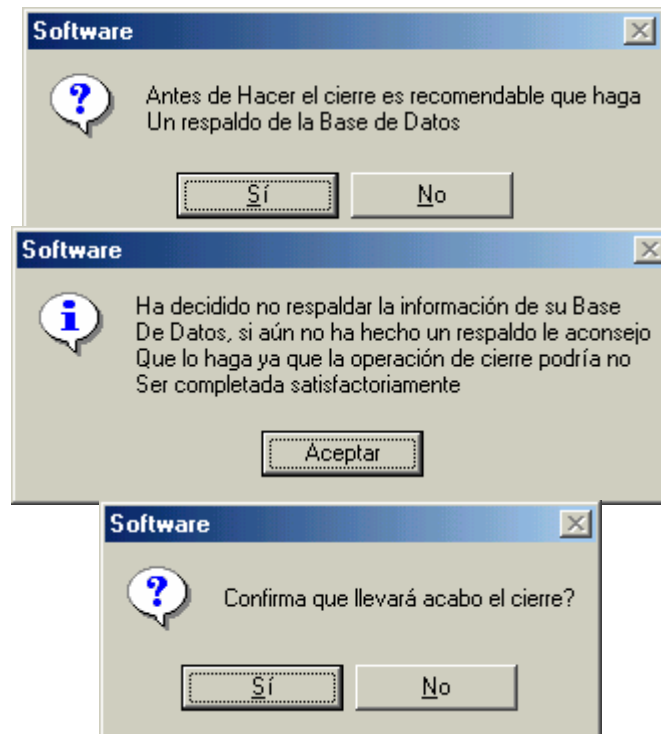 Software
Antes de Hacer el cierre es recomendable que haga
Un respaldo de la Base de Datos
Sí No
Software
Ha decidido no respaldar la información de su Base
De Datos, si aún no ha hecho un respaldo le aconsejo
Que lo haga ya que la operación de cierre podría no
Ser completada satisfactoriamente
Aceptar
Software
Confirma que llevará acabo el cierre?
Sí No